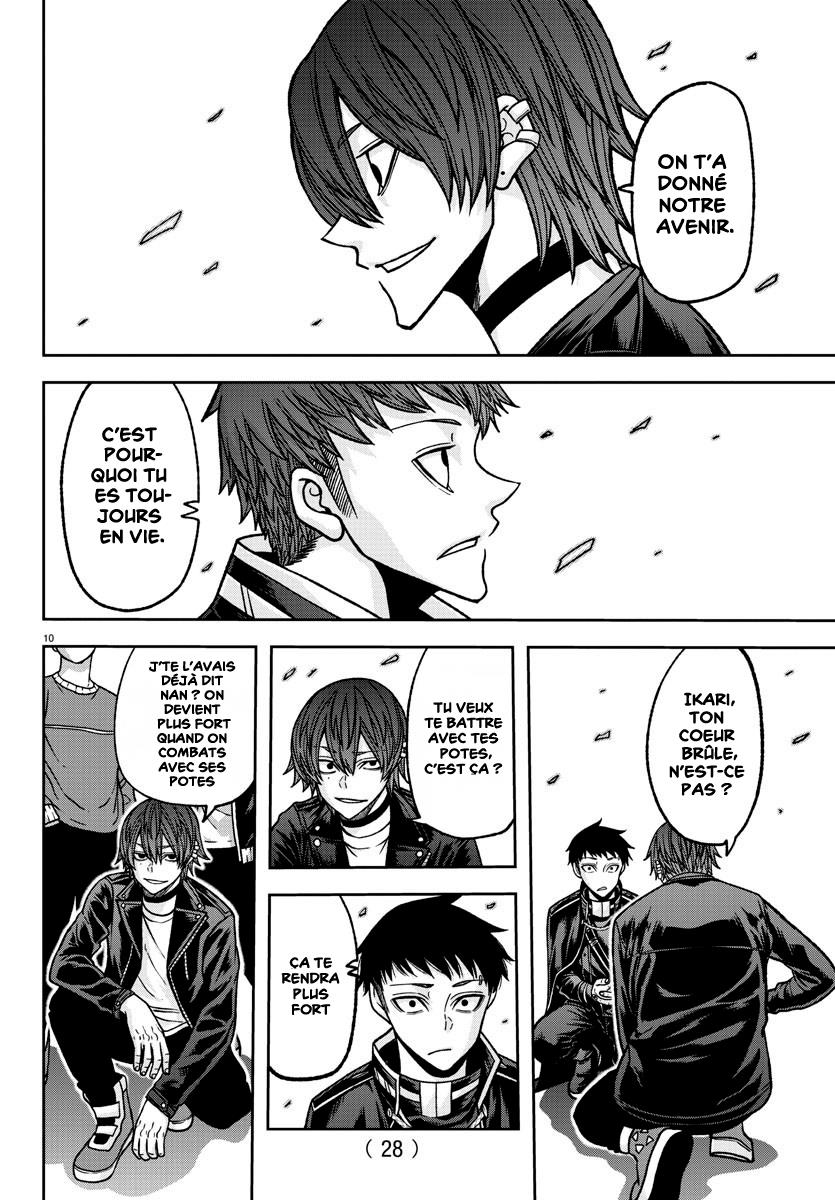 ON T'A
DONNÉ
NOTRE
AVENIR.
C'EST
POUR-
QUOI TU
ES TOU-
JOURS
EN VIE.
10
IKARI,
TON
COEUR
BRÛLE,
N'EST-CE
PAS ?
TU VEUX
TE BATTRE
AVEC TES
POTES,
C'EST ÇA ?
ÇA TE
RENDRA
PLUS
FORT
J'TE L'AVAIS
DÉJÀ DIT
NAN ? ON
DEVIENT
PLUS FORT
QUAND ON
COMBATS
AVEC SES
POTES
( 28 )